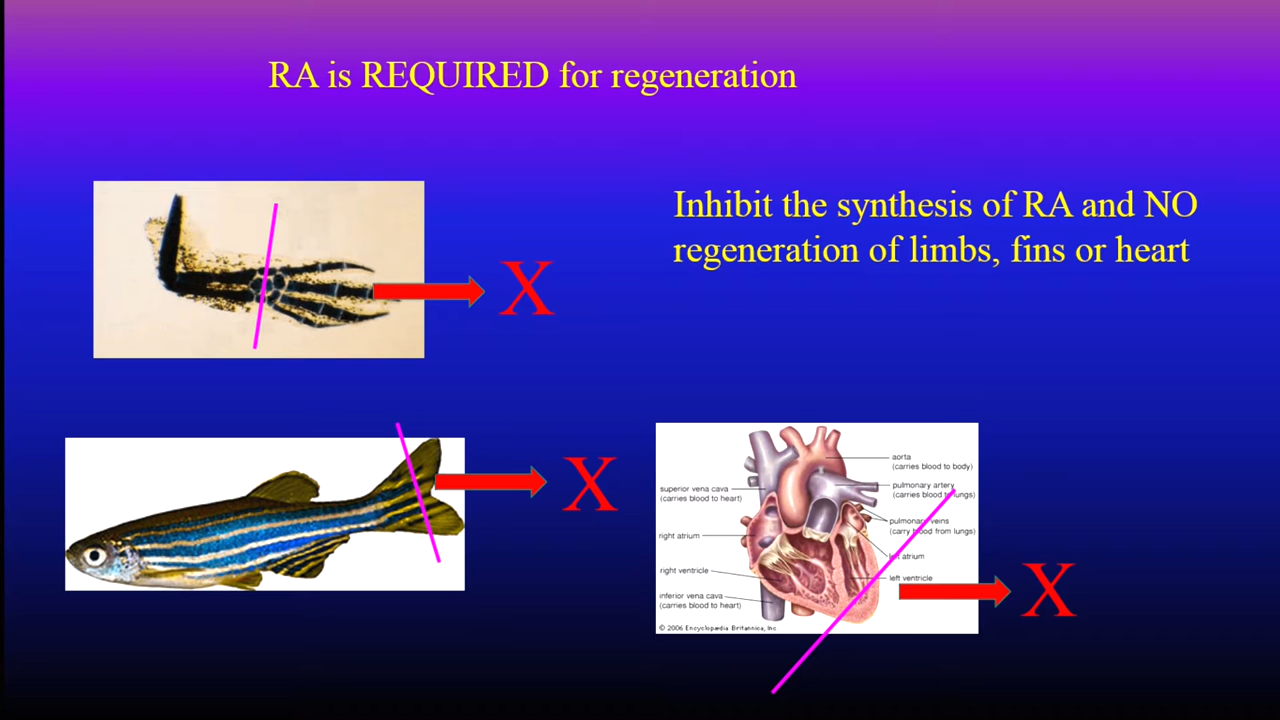 RA is REQUIRED for regeneration
Inhibit the synthesis of RA and NO
regeneration of limbs, fins or heart
X
X
aorta
(carries blood to body)
pulmonary artery
(carries blood to lungs)
superior vena cava
(carries blood to heart)
pulmonary veins
(carry blood from lungs)
right atrium
left atrium
right ventricle
left ventricle
inferior vena cava
(carries blood to heart)
© 2006 Encyclopædia Britannica, Inc
X